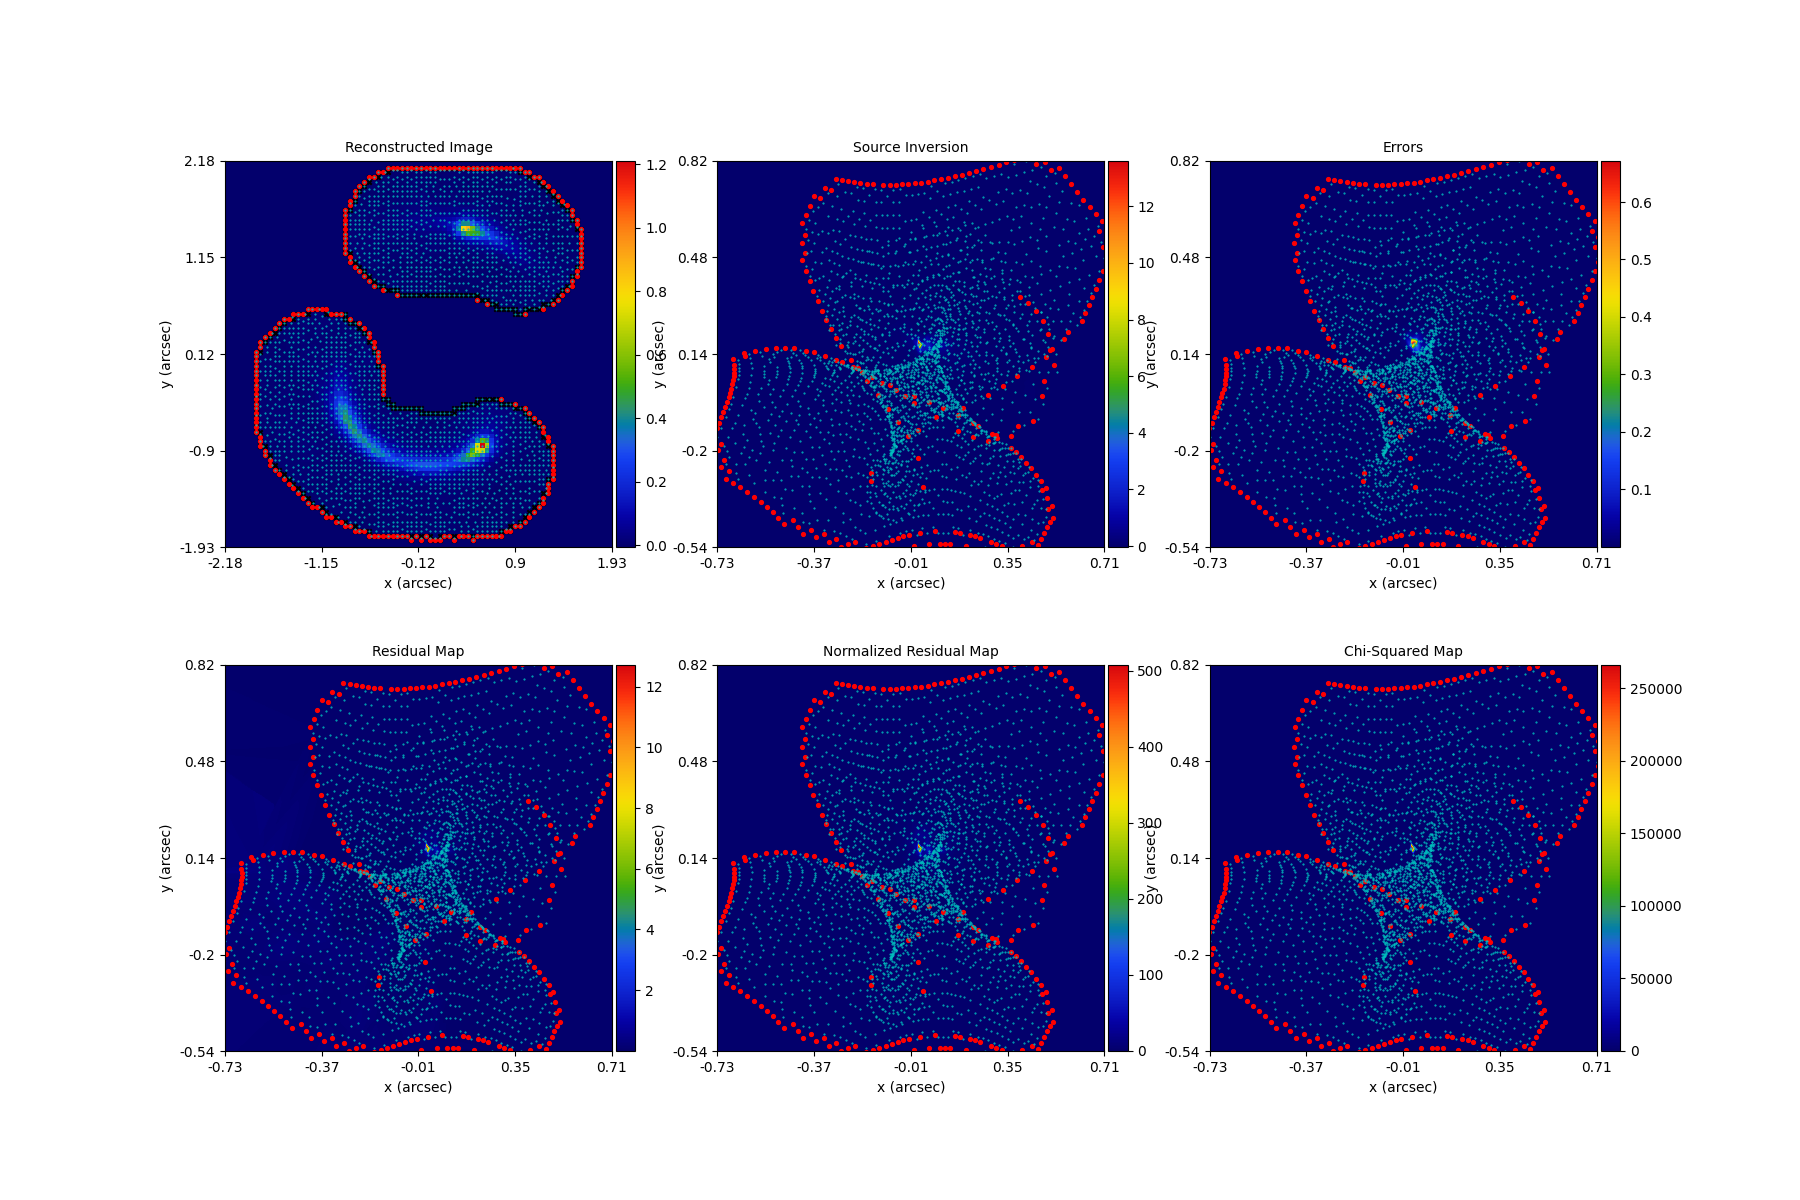 Reconstructed Image
Source Inversion
Errors
2.18
1.15
0.12
-0.9
-1.93
y (arcsec)
-2.18 -1.15 -0.12 0.9 1.93
x (arcsec)
1.2
1.0
0.8
0.6
0.4
0.2
0.0
0.82
0.48
0.14
-0.2
-0.54
y (arcsec)
-0.73 -0.37 -0.01 0.35 0.71
x (arcsec)
12
10
8
6
4
2
0
0.82
0.48
0.14
-0.2
-0.54
y (arcsec)
-0.73 -0.37 -0.01 0.35 0.71
x (arcsec)
0.6
0.5
0.4
0.3
0.2
0.1
Residual Map
Normalized Residual Map
Chi-Squared Map
0.82
0.48
0.14
-0.2
-0.54
y (arcsec)
-0.73 -0.37 -0.01 0.35 0.71
x (arcsec)
12
10
8
6
4
2
0.82
0.48
0.14
-0.2
-0.54
y (arcsec)
-0.73 -0.37 -0.01 0.35 0.71
x (arcsec)
500
400
300
200
100
0
0.82
0.48
0.14
-0.2
-0.54
y (arcsec)
-0.73 -0.37 -0.01 0.35 0.71
x (arcsec)
250000
200000
150000
100000
50000
0